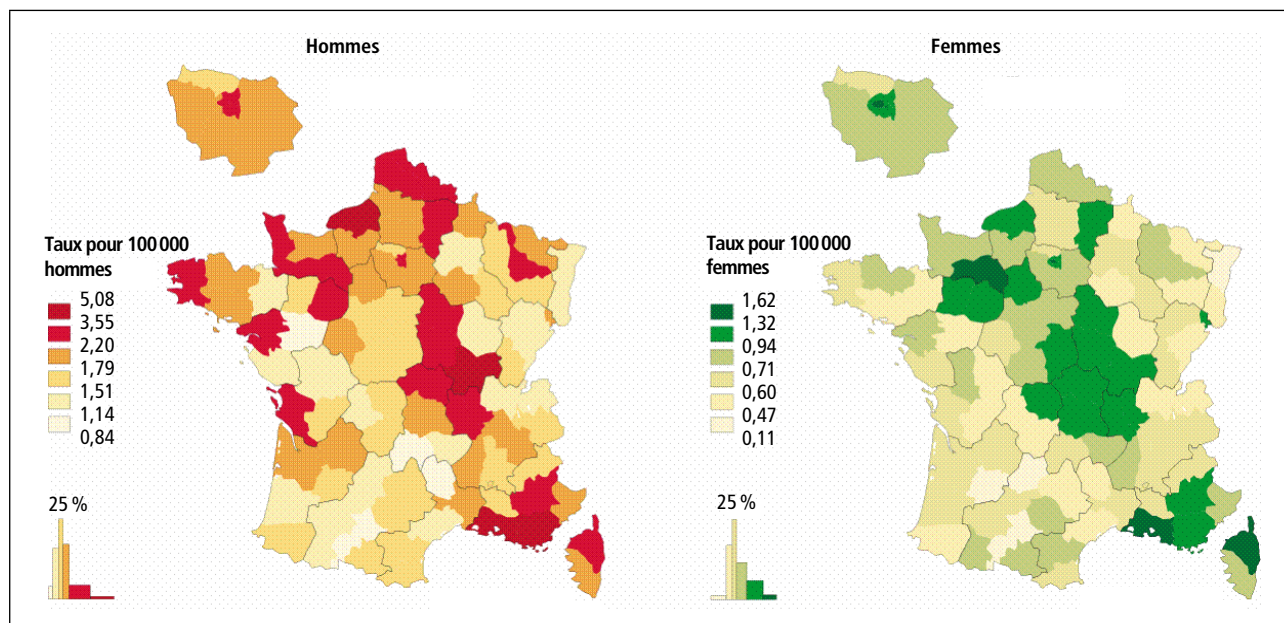 Hommes
Taux pour 100 000
hommes
5,08
3,55
2,20
1,79
1,51
1,14
0,84
25 %
Femmes
Taux pour 100 000
femmes
1,62
1,32
0,94
0,71
0,60
0,47
0,11
25 %